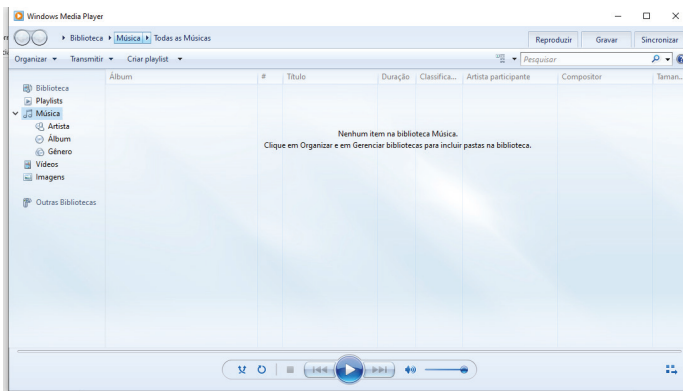 Windows Media Player
Biblioteca Música Todas as Músicas
Reproduzir Gravar Sincronizar
Organizar Transmitir Criar playlist Pesquisar
Álbum # Título Duração Classifica... Artista participante Compositor Taman...
Biblioteca
Playlists
Música
Artista
Álbum
Gênero
Vídeos
Imagens
Outras Bibliotecas
Nenhum item na biblioteca Música.
Clique em Organizar e em Gerenciar bibliotecas para incluir pastas na biblioteca.